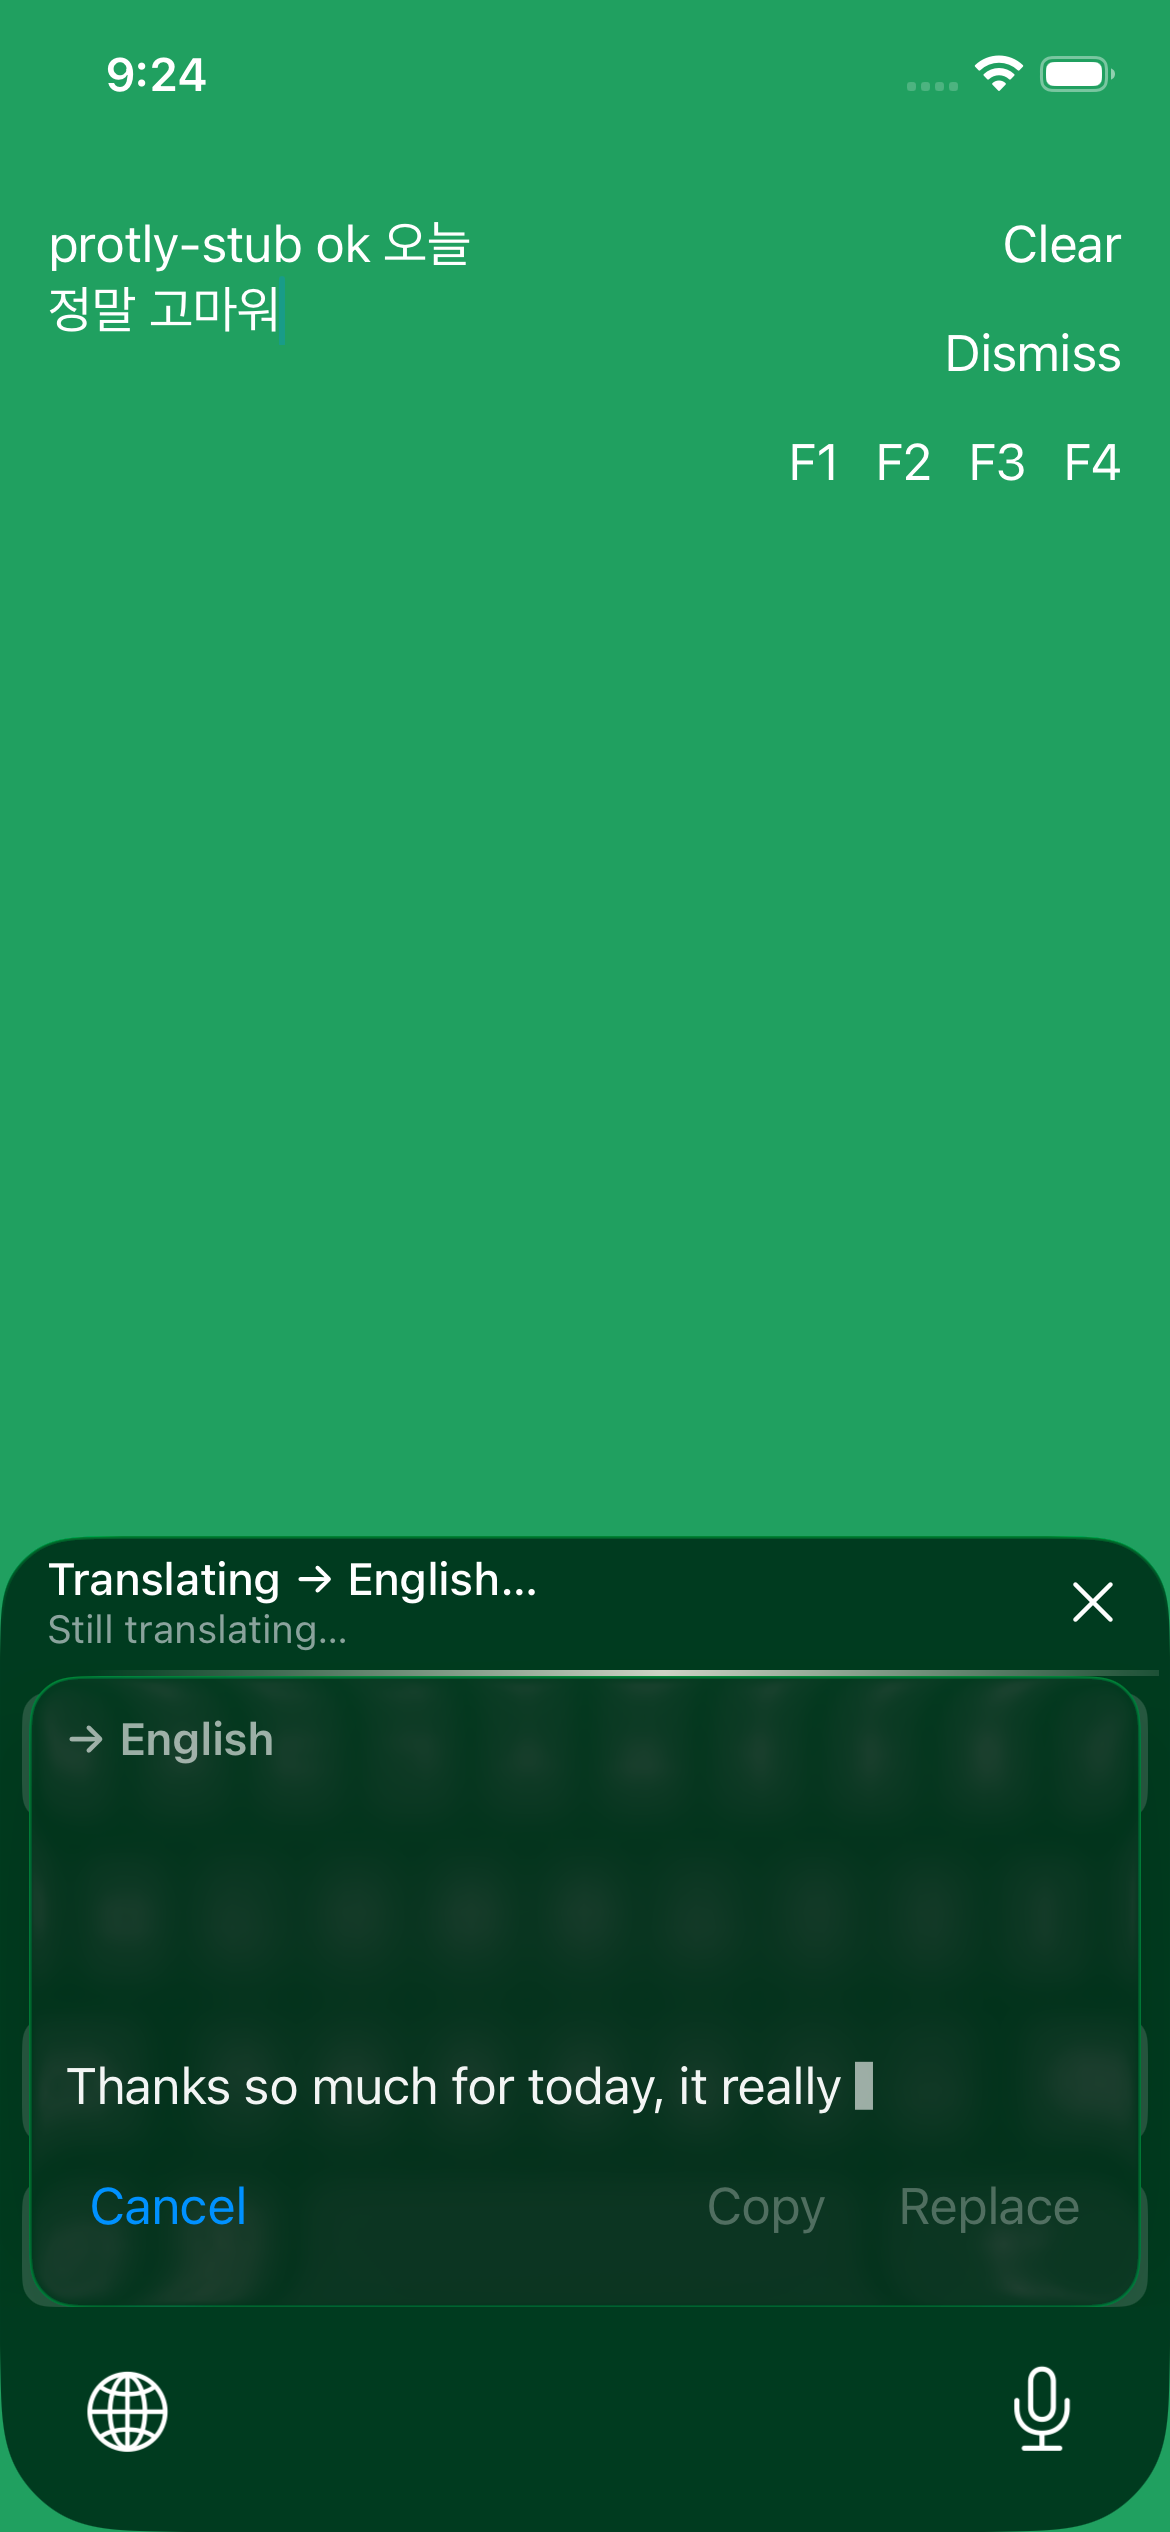 9:24
protly-stub ok 오늘
정말 고마워
Clear
Dismiss
F1 F2 F3 F4
Translating → English...
Still translating...
→ English
Thanks so much for today, it really
Cancel Copy Replace